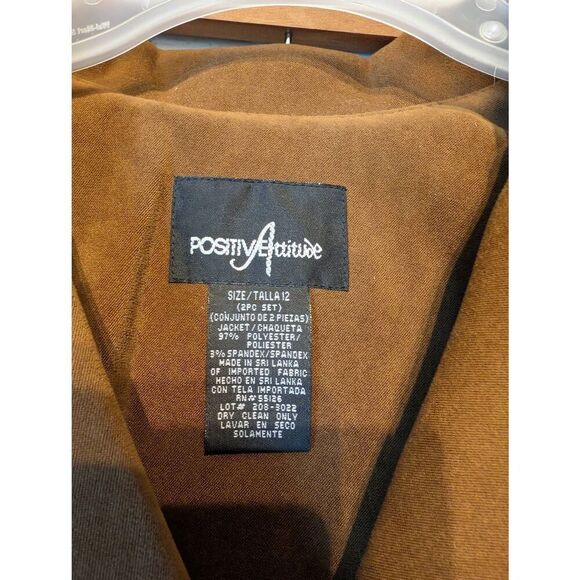 POSITIVE Attitude
SIZE/TALLA 12
(2PC SET)
(CONJUNTO DE 2 PIEZAS)
JACKET/CHAQUETA
97% POLYESTER/
POLIESTER
3% SPANDEX/SPANDEX
MADE IN SRI LANKA
OF IMPORTED FABRIC
HECHO EN SRI LANKA
CON TELA IMPORTADA
RN# 55126
LOT# 208-3022
DRY CLEAN ONLY
LAVAR EN SECO
SOLAMENTE